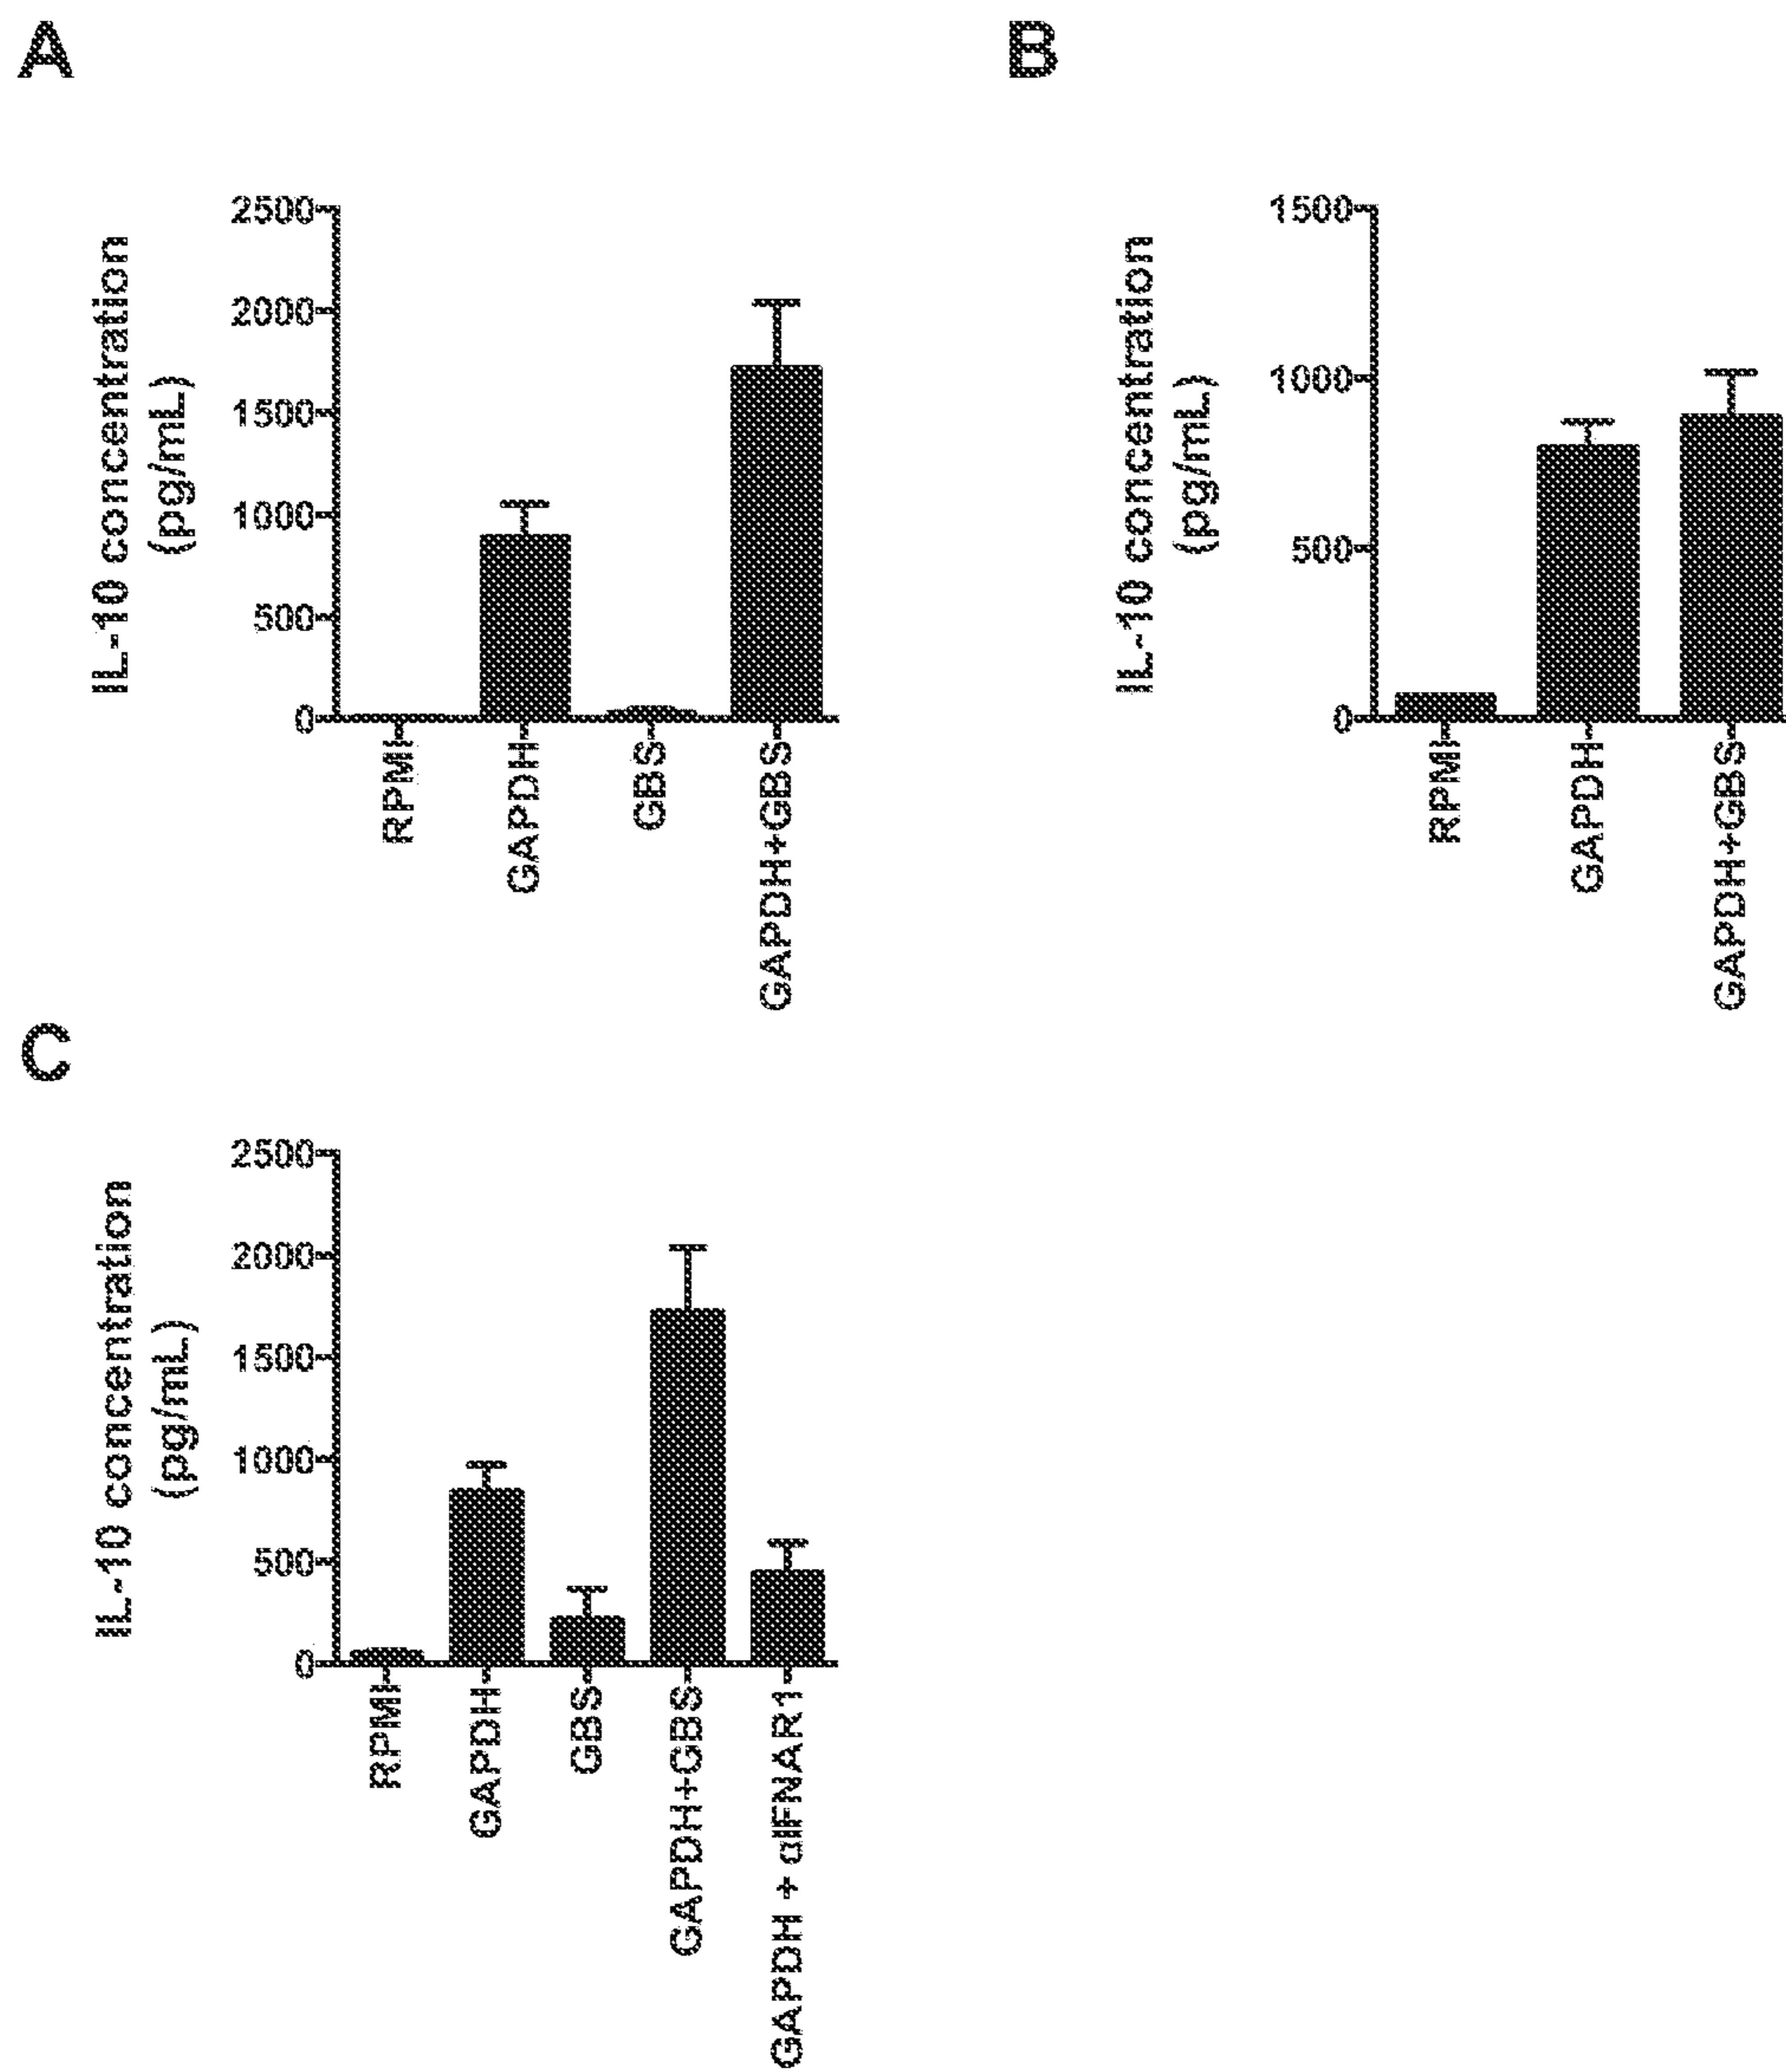 A
IL-10 concentration
(pg/mL)
2500
2000
1500
1000
500
0
RPMI
GAPDH
GBS
GAPDH+GBS
B
IL-10 concentration
(pg/mL)
1500
1000
500
0
RPMI
GAPDH
GAPDH+GBS
C
IL-10 concentration
(pg/mL)
2500
2000
1500
1000
500
0
RPMI
GAPDH
GBS
GAPDH+GBS
GAPDH + αIFNAR1